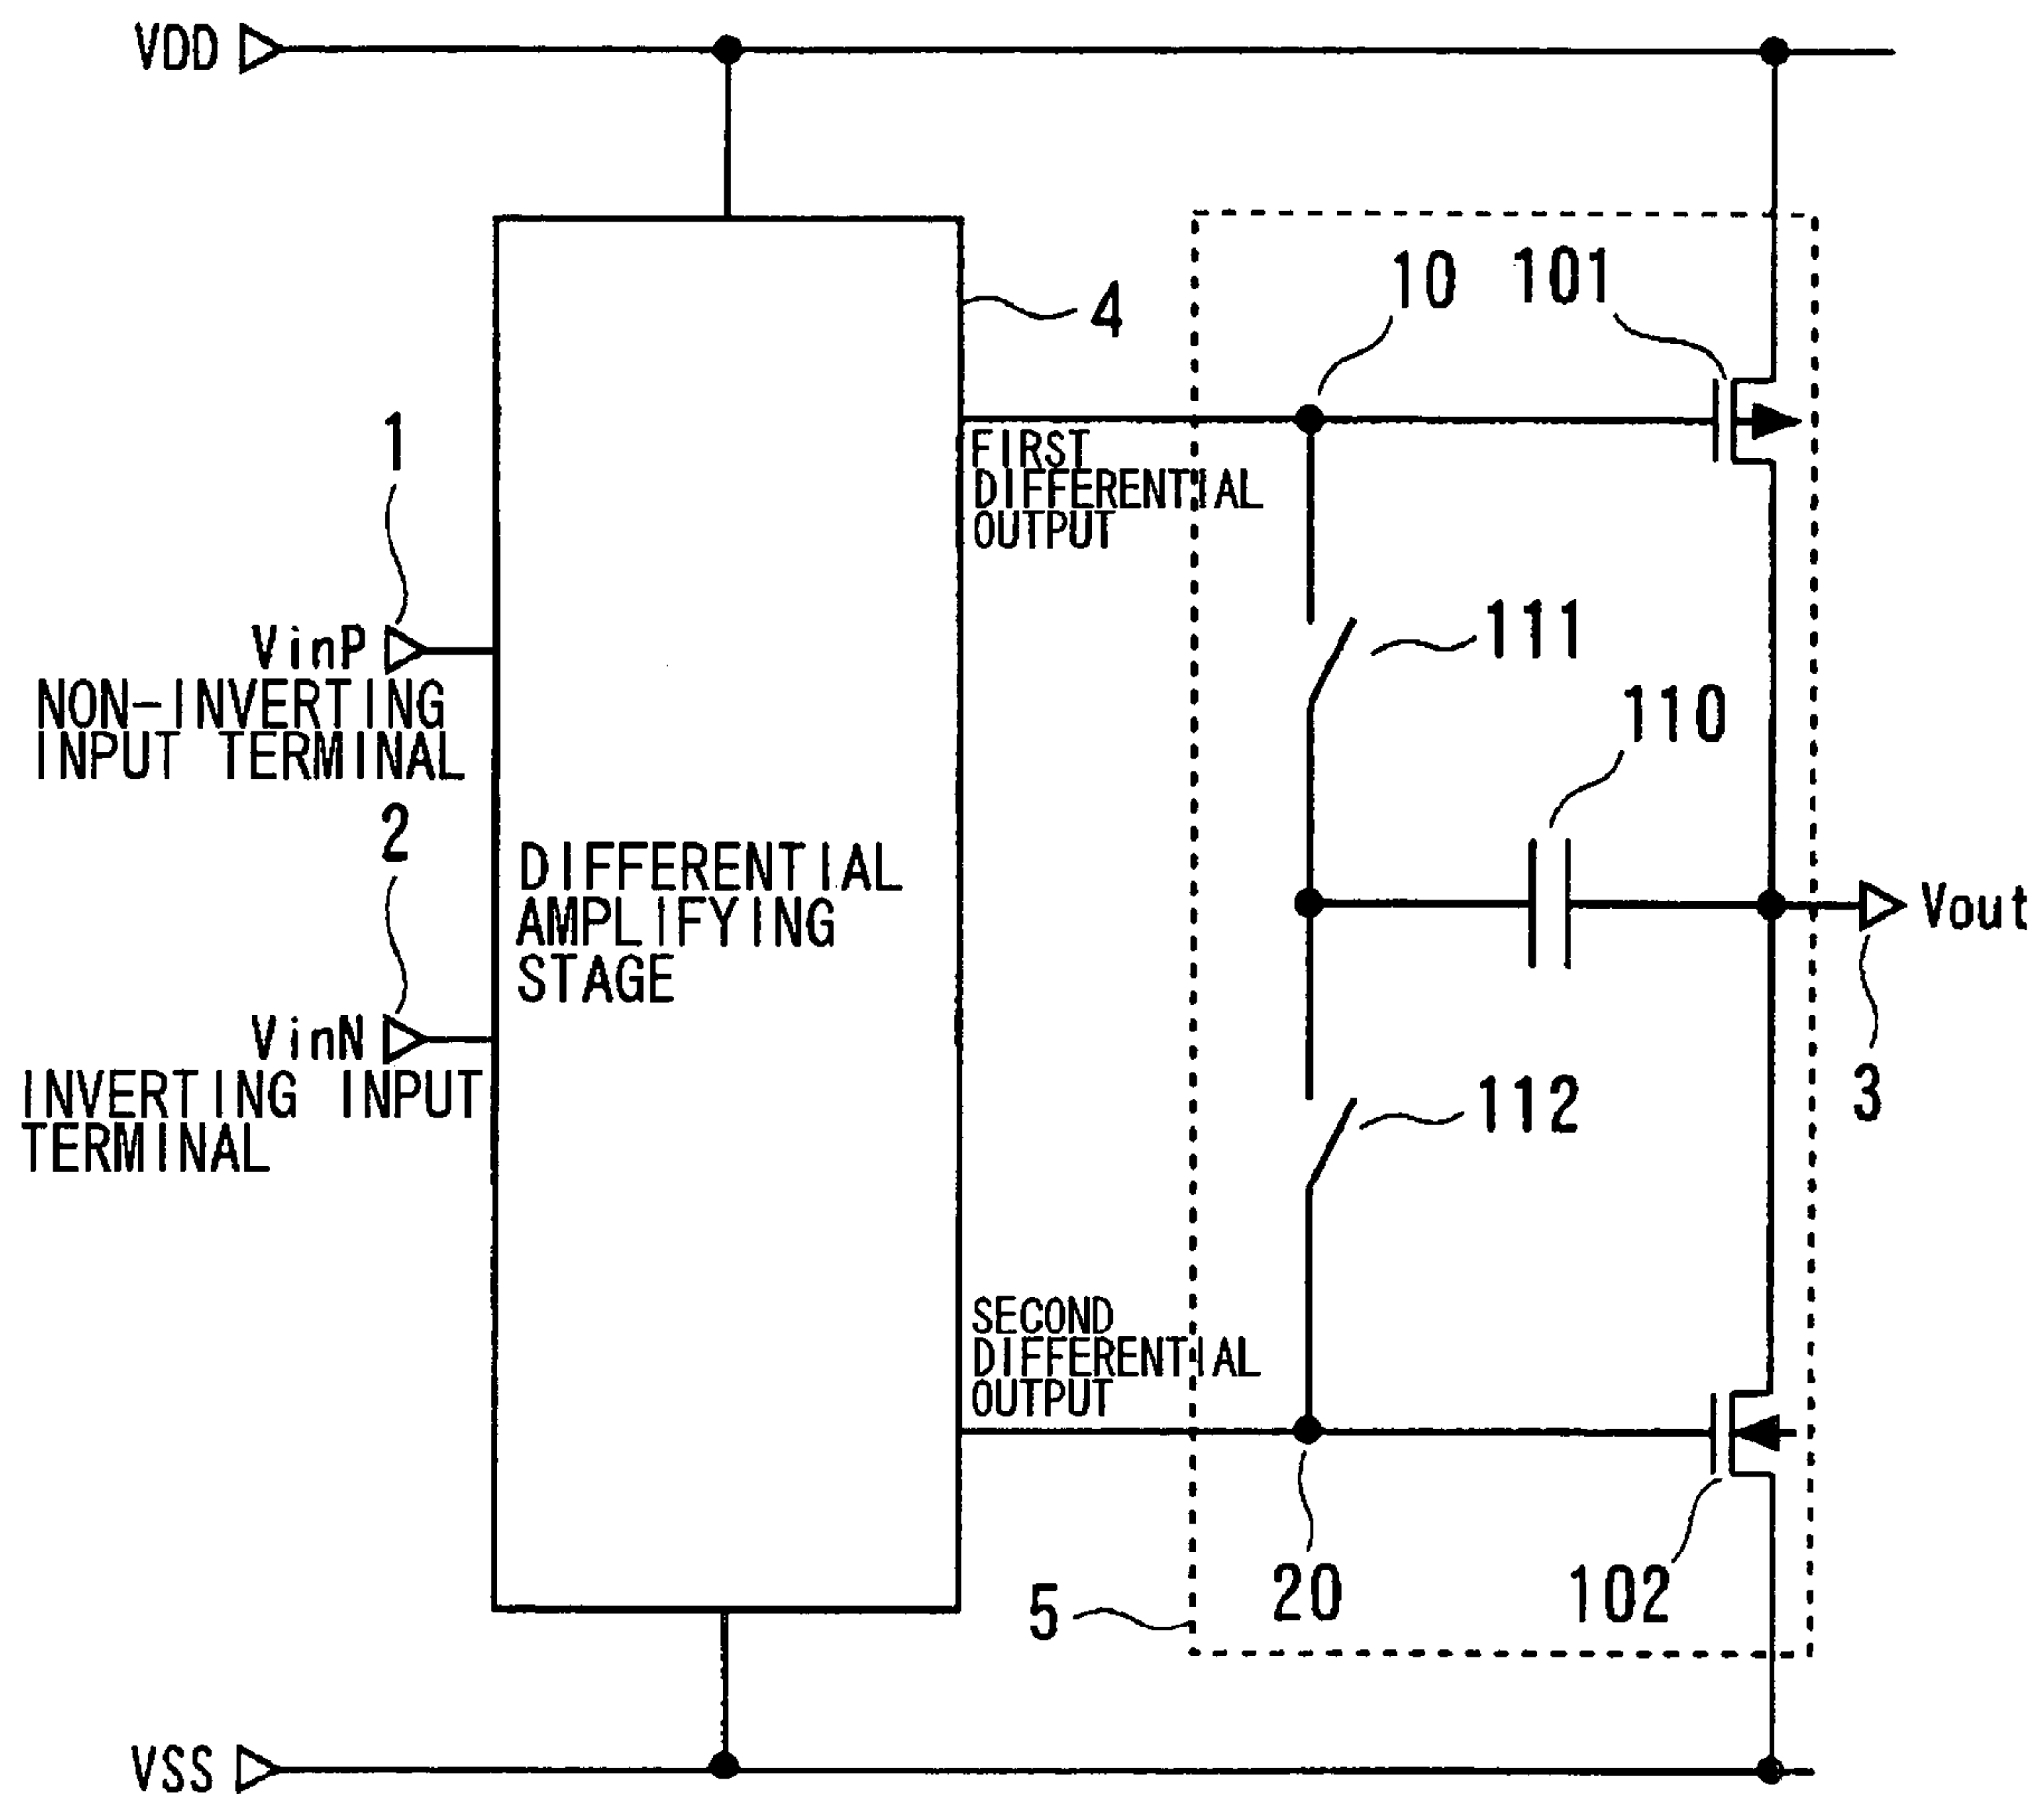 VDD
10
101
4
FIRST
DIFFERENTIAL
OUTPUT
1
VinP
NON-INVERTING
INPUT TERMINAL
111
110
2
DIFFERENTIAL
AMPLIFYING
STAGE
Vout
VinN
INVERTING INPUT
TERMINAL
112
3
SECOND
DIFFERENTIAL
OUTPUT
20
102
5
VSS